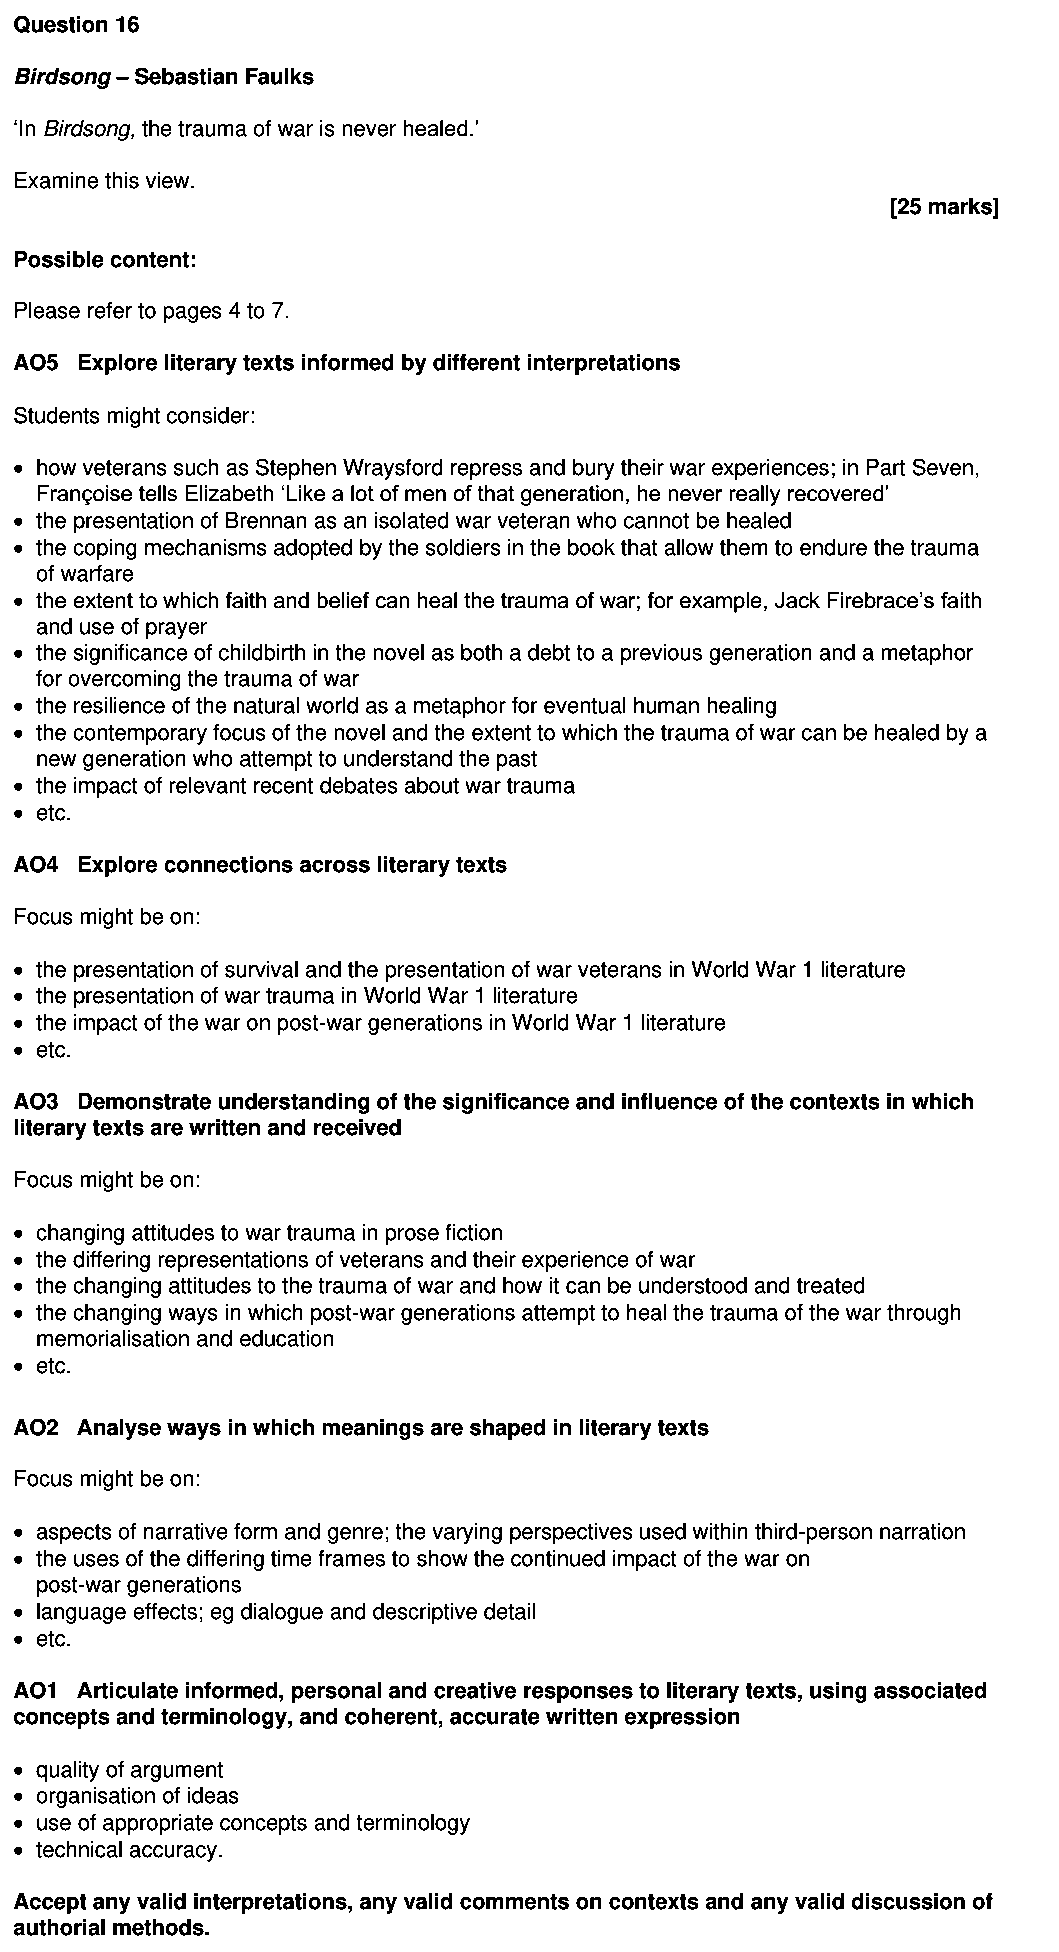 Question 16
Birdsong – Sebastian Faulks
‘In Birdsong, the trauma of war is never healed.’
Examine this view.
[25 marks]
Possible content:
Please refer to pages 4 to 7.
AO5 Explore literary texts informed by different interpretations
Students might consider:
• how veterans such as Stephen Wraysford repress and bury their war experiences; in Part Seven,
Françoise tells Elizabeth ‘Like a lot of men of that generation, he never really recovered’
• the presentation of Brennan as an isolated war veteran who cannot be healed
• the coping mechanisms adopted by the soldiers in the book that allow them to endure the trauma
of warfare
• the extent to which faith and belief can heal the trauma of war; for example, Jack Firebrace’s faith
and use of prayer
• the significance of childbirth in the novel as both a debt to a previous generation and a metaphor
for overcoming the trauma of war
• the resilience of the natural world as a metaphor for eventual human healing
• the contemporary focus of the novel and the extent to which the trauma of war can be healed by a
new generation who attempt to understand the past
• the impact of relevant recent debates about war trauma
• etc.
AO4 Explore connections across literary texts
Focus might be on:
• the presentation of survival and the presentation of war veterans in World War 1 literature
• the presentation of war trauma in World War 1 literature
• the impact of the war on post-war generations in World War 1 literature
• etc.
AO3 Demonstrate understanding of the significance and influence of the contexts in which
literary texts are written and received
Focus might be on:
• changing attitudes to war trauma in prose fiction
• the differing representations of veterans and their experience of war
• the changing attitudes to the trauma of war and how it can be understood and treated
• the changing ways in which post-war generations attempt to heal the trauma of the war through
memorialisation and education
• etc.
AO2 Analyse ways in which meanings are shaped in literary texts
Focus might be on:
• aspects of narrative form and genre; the varying perspectives used within third-person narration
• the uses of the differing time frames to show the continued impact of the war on
post-war generations
• language effects; eg dialogue and descriptive detail
• etc.
AO1 Articulate informed, personal and creative responses to literary texts, using associated
concepts and terminology, and coherent, accurate written expression
• quality of argument
• organisation of ideas
• use of appropriate concepts and terminology
• technical accuracy.
Accept any valid interpretations, any valid comments on contexts and any valid discussion of
authorial methods.